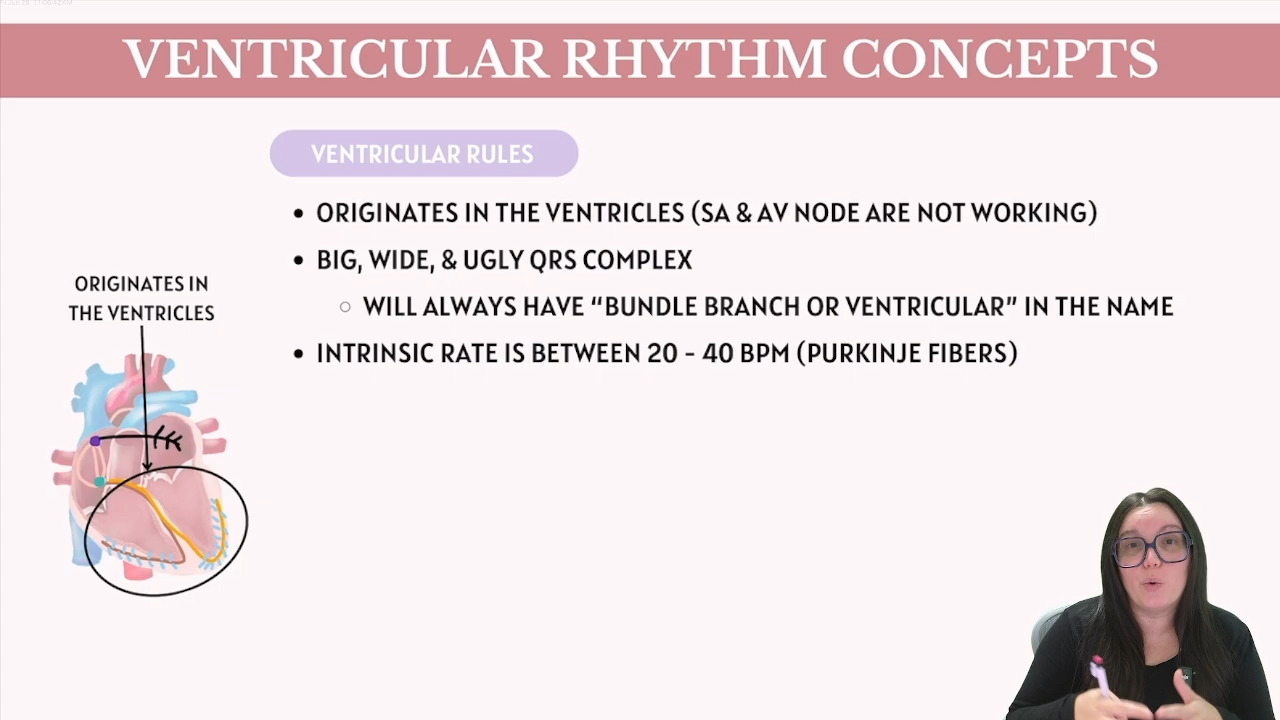 VENTRICULAR RHYTHM CONCEPTS
VENTRICULAR RULES
• ORIGINATES IN THE VENTRICLES (SA & AV NODE ARE NOT WORKING)
• BIG, WIDE, & UGLY QRS COMPLEX
○ WILL ALWAYS HAVE “BUNDLE BRANCH OR VENTRICULAR” IN THE NAME
• INTRINSIC RATE IS BETWEEN 20 - 40 BPM (PURKINJE FIBERS)
ORIGINATES IN
THE VENTRICLES